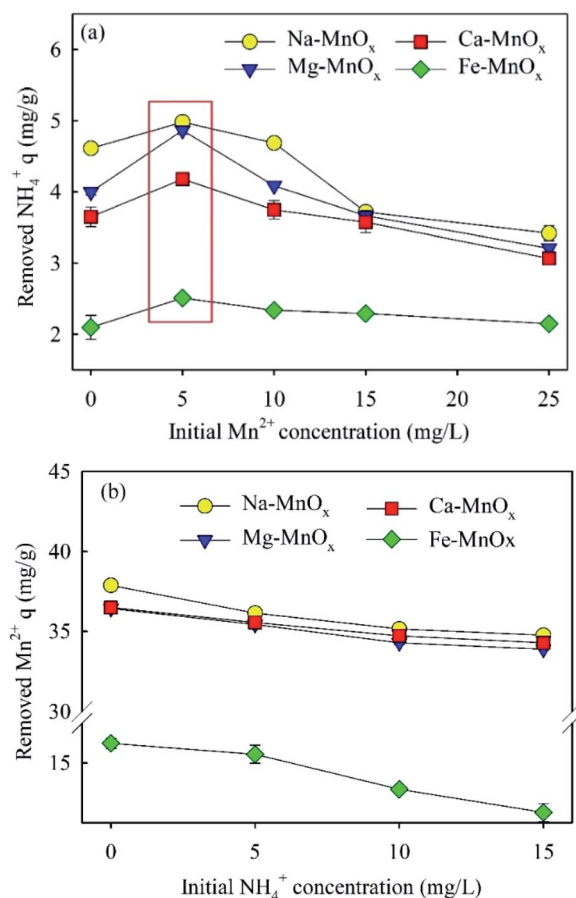 (a)
Na-MnOx Ca-MnOx
Mg-MnOx Fe-MnOx
Removed NH4+ q (mg/g)
6
5
4
3
2
0 5 10 15 20 25
Initial Mn2+ concentration (mg/L)
(b)
Na-MnOx Ca-MnOx
Mg-MnOx Fe-MnOx
Removed Mn2+ q (mg/g)
45
40
35
30
15
0 5 10 15
Initial NH4+ concentration (mg/L)